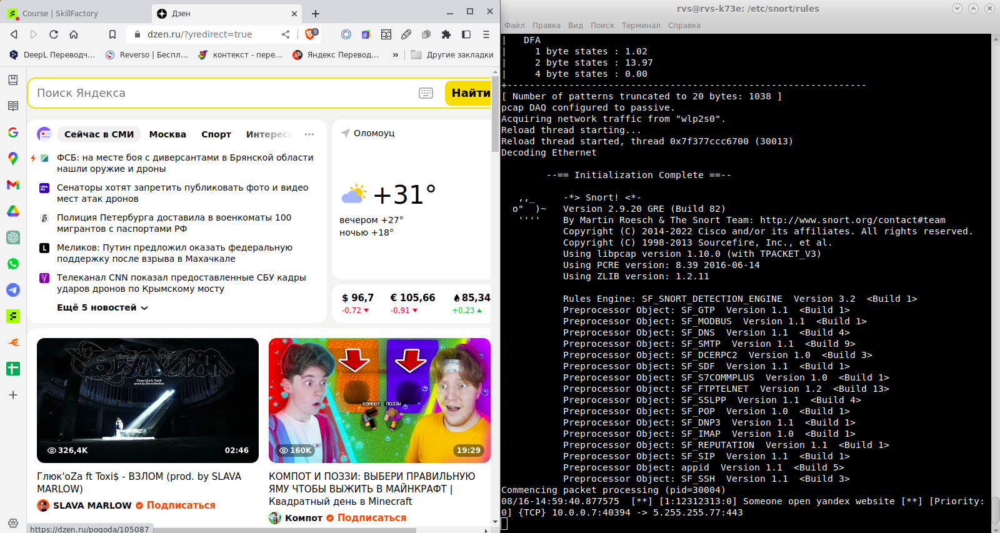 Course | SkillFactory
Дзен
dzen.ru/?yredirect=true
9
DeepL Переводч...
Reverso | Беспл...
контекст - пере...
Яндекс Перевод...
»
Другие закладки
Поиск Яндекса
Найти
Сейчас в СМИ
Москва
Спорт
Интерес
ФСБ: на месте боя с диверсантами в Брянской области
нашли оружие и дроны
Сенаторы хотят запретить публиковать фото и видео
мест атак дронов
Полиция Петербурга доставила в военкоматы 100
мигрантов с паспортами РФ
Меликов: Путин предложил оказать федеральную
поддержку после взрыва в Махачкале
Телеканал CNN показал предоставленные СБУ кадры
ударов дронов по Крымскому мосту
Ещё 5 новостей
Оломоуц
+31°
вечером +27°
ночью +18°
$ 96,7
€ 105,66
85,34
-0,72
-0,91
+0,23
Глюк'oZa ft. Toxi$
prod.by Slava Marlow
326,4K
02:46
КОМПОТ ПОЗЗИ
160K
19:29
Глюк'oZa ft Toxi$ - ВЗЛОМ (prod. by SLAVA
MARLOW)
SLAVA MARLOW
Подписаться
КОМПОТ И ПОЗЗИ: ВЫБЕРИ ПРАВИЛЬНУЮ
ЯМУ ЧТОБЫ ВЫЖИТЬ В МАЙНКРАФТ |
Квадратный день в Minecraft
Компот
Подписаться
https://dzen.ru/pogoda/105087
rvs@rvs-k73e: /etc/snort/rules
Файл Правка Вид Поиск Терминал Справка
|   DFA
|     1 byte states : 1.02
|     2 byte states : 13.97
|     4 byte states : 0.00
+----------------------------------------------------------------
[ Number of patterns truncated to 20 bytes: 1038 ]
pcap DAQ configured to passive.
Acquiring network traffic from "wlp2s0".
Reload thread starting...
Reload thread started, thread 0x7f377ccc6700 (30013)
Decoding Ethernet
--== Initialization Complete ==--
,,_     -*> Snort! <*-
o"  )~   Version 2.9.20 GRE (Build 82)
''''    By Martin Roesch & The Snort Team: http://www.snort.org/contact#team
Copyright (C) 2014-2022 Cisco and/or its affiliates. All rights reserved.
Copyright (C) 1998-2013 Sourcefire, Inc., et al.
Using libpcap version 1.10.0 (with TPACKET_V3)
Using PCRE version: 8.39 2016-06-14
Using ZLIB version: 1.2.11
Rules Engine: SF_SNORT_DETECTION_ENGINE  Version 3.2  <Build 1>
Preprocessor Object: SF_GTP  Version 1.1  <Build 1>
Preprocessor Object: SF_MODBUS  Version 1.1  <Build 1>
Preprocessor Object: SF_DNS  Version 1.1  <Build 4>
Preprocessor Object: SF_SMTP  Version 1.1  <Build 9>
Preprocessor Object: SF_DCERPC2  Version 1.0  <Build 3>
Preprocessor Object: SF_SDF  Version 1.1  <Build 1>
Preprocessor Object: SF_S7COMMPLUS  Version 1.0  <Build 1>
Preprocessor Object: SF_FTPTELNET  Version 1.2  <Build 13>
Preprocessor Object: SF_SSLPP  Version 1.1  <Build 4>
Preprocessor Object: SF_POP  Version 1.0  <Build 1>
Preprocessor Object: SF_DNP3  Version 1.1  <Build 1>
Preprocessor Object: SF_IMAP  Version 1.0  <Build 1>
Preprocessor Object: SF_REPUTATION  Version 1.1  <Build 1>
Preprocessor Object: SF_SIP  Version 1.1  <Build 1>
Preprocessor Object: appid  Version 1.1  <Build 5>
Preprocessor Object: SF_SSH  Version 1.1  <Build 3>
Commencing packet processing (pid=30004)
08/16-14:59:40.877575  [**] [1:12312313:0] Someone open yandex website [**] [Priority:
0] {TCP} 10.0.0.7:40394 -> 5.255.255.77:443